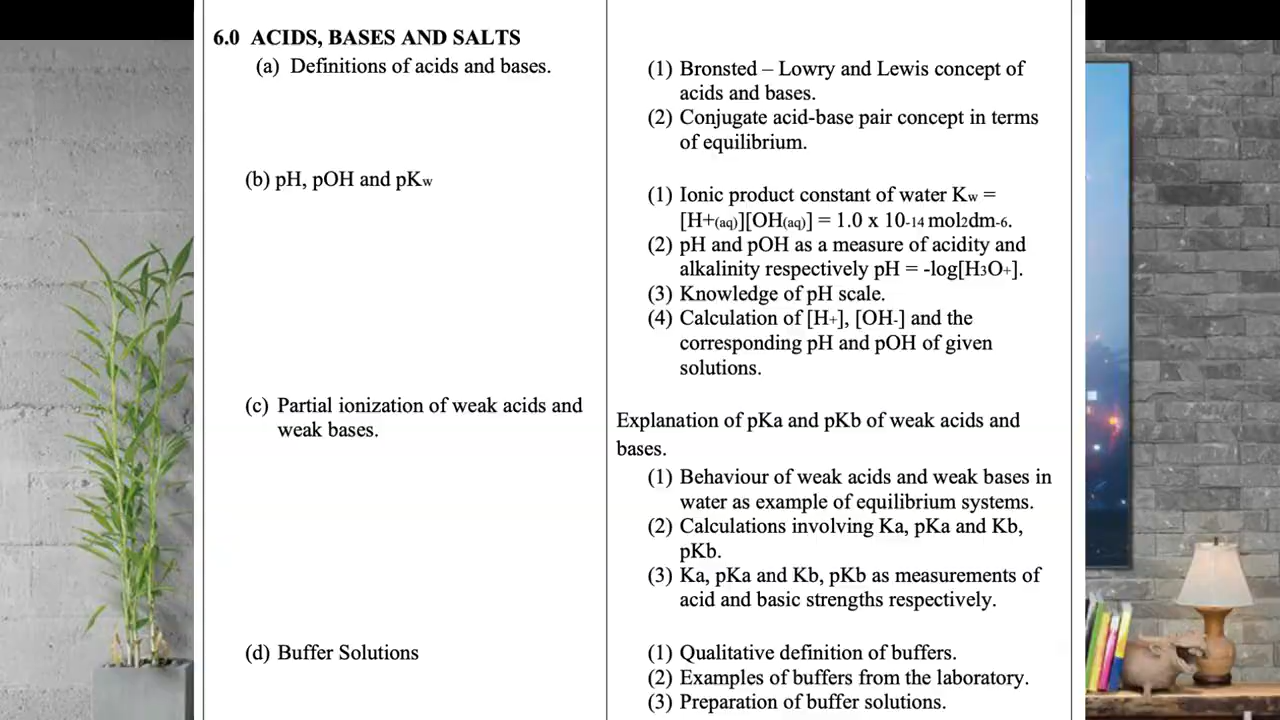 6.0 ACIDS, BASES AND SALTS
(a) Definitions of acids and bases.
(1) Bronsted – Lowry and Lewis concept of
acids and bases.
(2) Conjugate acid-base pair concept in terms
of equilibrium.
(b) pH, pOH and pKw
(1) Ionic product constant of water Kw =
[H+(aq)][OH(aq)] = 1.0 x 10-14 mol2dm-6.
(2) pH and pOH as a measure of acidity and
alkalinity respectively pH = -log[H3O+].
(3) Knowledge of pH scale.
(4) Calculation of [H+], [OH-] and the
corresponding pH and pOH of given
solutions.
(c) Partial ionization of weak acids and
weak bases.
Explanation of pKa and pKb of weak acids and
bases.
(1) Behaviour of weak acids and weak bases in
water as example of equilibrium systems.
(2) Calculations involving Ka, pKa and Kb,
pKb.
(3) Ka, pKa and Kb, pKb as measurements of
acid and basic strengths respectively.
(d) Buffer Solutions
(1) Qualitative definition of buffers.
(2) Examples of buffers from the laboratory.
(3) Preparation of buffer solutions.